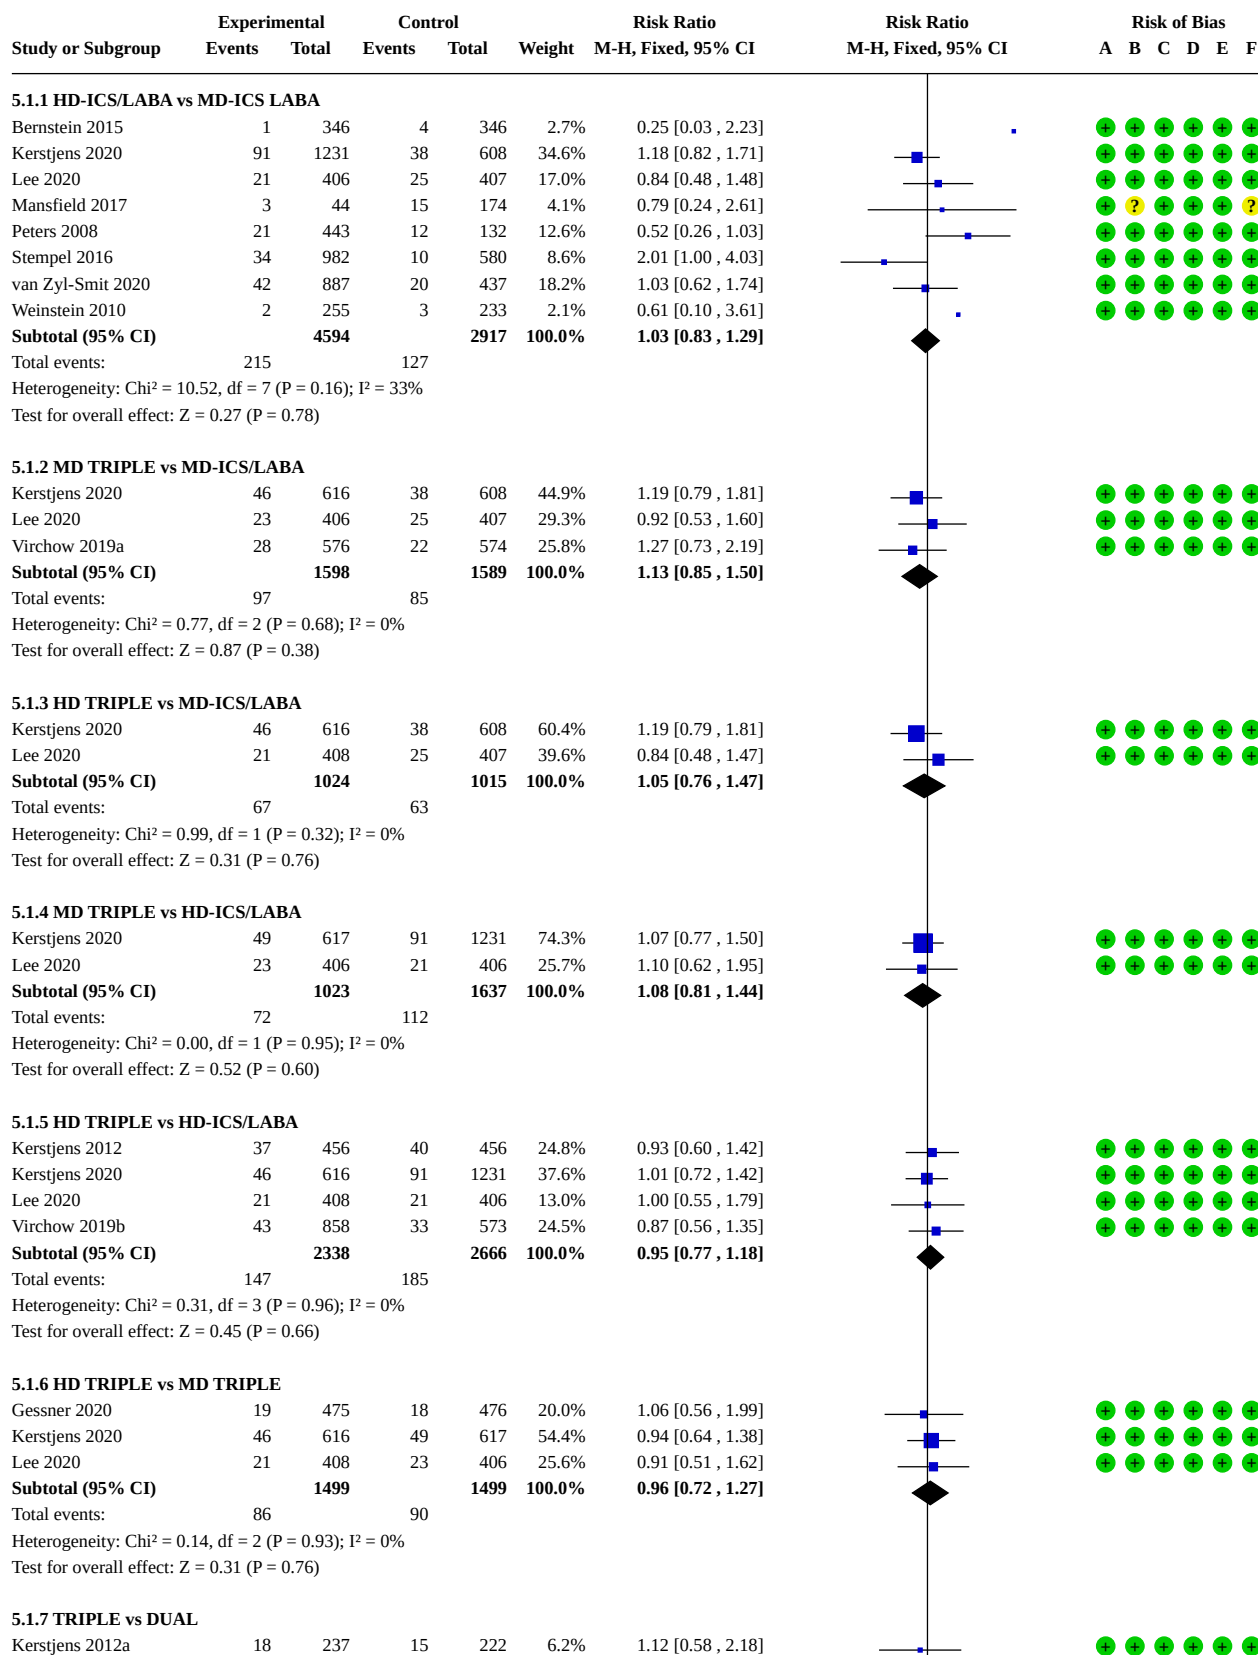 Experimental Control Risk Ratio Risk Ratio Risk of Bias
Study or Subgroup Events Total Events Total Weight M-H, Fixed, 95% CI M-H, Fixed, 95% CI A B C D E F
5.1.1 HD-ICS/LABA vs MD-ICS LABA
Bernstein 2015 1 346 4 346 2.7% 0.25 [0.03 , 2.23] + + + + + +
Kerstjens 2020 91 1231 38 608 34.6% 1.18 [0.82 , 1.71] + + + + + +
Lee 2020 21 406 25 407 17.0% 0.84 [0.48 , 1.48] + + + + + +
Mansfield 2017 3 44 15 174 4.1% 0.79 [0.24 , 2.61] + ? + + + ?
Peters 2008 21 443 12 132 12.6% 0.52 [0.26 , 1.03] + + + + + +
Stempel 2016 34 982 10 580 8.6% 2.01 [1.00 , 4.03] + + + + + +
van Zyl-Smit 2020 42 887 20 437 18.2% 1.03 [0.62 , 1.74] + + + + + +
Weinstein 2010 2 255 3 233 2.1% 0.61 [0.10 , 3.61] + + + + + +
Subtotal (95% CI) 4594 2917 100.0% 1.03 [0.83 , 1.29]
Total events: 215 127
Heterogeneity: Chi² = 10.52, df = 7 (P = 0.16); I² = 33%
Test for overall effect: Z = 0.27 (P = 0.78)
5.1.2 MD TRIPLE vs MD-ICS/LABA
Kerstjens 2020 46 616 38 608 44.9% 1.19 [0.79 , 1.81] + + + + + +
Lee 2020 23 406 25 407 29.3% 0.92 [0.53 , 1.60] + + + + + +
Virchow 2019a 28 576 22 574 25.8% 1.27 [0.73 , 2.19] + + + + + +
Subtotal (95% CI) 1598 1589 100.0% 1.13 [0.85 , 1.50]
Total events: 97 85
Heterogeneity: Chi² = 0.77, df = 2 (P = 0.68); I² = 0%
Test for overall effect: Z = 0.87 (P = 0.38)
5.1.3 HD TRIPLE vs MD-ICS/LABA
Kerstjens 2020 46 616 38 608 60.4% 1.19 [0.79 , 1.81] + + + + + +
Lee 2020 21 408 25 407 39.6% 0.84 [0.48 , 1.47] + + + + + +
Subtotal (95% CI) 1024 1015 100.0% 1.05 [0.76 , 1.47]
Total events: 67 63
Heterogeneity: Chi² = 0.99, df = 1 (P = 0.32); I² = 0%
Test for overall effect: Z = 0.31 (P = 0.76)
5.1.4 MD TRIPLE vs HD-ICS/LABA
Kerstjens 2020 49 617 91 1231 74.3% 1.07 [0.77 , 1.50] + + + + + +
Lee 2020 23 406 21 406 25.7% 1.10 [0.62 , 1.95] + + + + + +
Subtotal (95% CI) 1023 1637 100.0% 1.08 [0.81 , 1.44]
Total events: 72 112
Heterogeneity: Chi² = 0.00, df = 1 (P = 0.95); I² = 0%
Test for overall effect: Z = 0.52 (P = 0.60)
5.1.5 HD TRIPLE vs HD-ICS/LABA
Kerstjens 2012 37 456 40 456 24.8% 0.93 [0.60 , 1.42] + + + + + +
Kerstjens 2020 46 616 91 1231 37.6% 1.01 [0.72 , 1.42] + + + + + +
Lee 2020 21 408 21 406 13.0% 1.00 [0.55 , 1.79] + + + + + +
Virchow 2019b 43 858 33 573 24.5% 0.87 [0.56 , 1.35] + + + + + +
Subtotal (95% CI) 2338 2666 100.0% 0.95 [0.77 , 1.18]
Total events: 147 185
Heterogeneity: Chi² = 0.31, df = 3 (P = 0.96); I² = 0%
Test for overall effect: Z = 0.45 (P = 0.66)
5.1.6 HD TRIPLE vs MD TRIPLE
Gessner 2020 19 475 18 476 20.0% 1.06 [0.56 , 1.99] + + + + + +
Kerstjens 2020 46 616 49 617 54.4% 0.94 [0.64 , 1.38] + + + + + +
Lee 2020 21 408 23 406 25.6% 0.91 [0.51 , 1.62] + + + + + +
Subtotal (95% CI) 1499 1499 100.0% 0.96 [0.72 , 1.27]
Total events: 86 90
Heterogeneity: Chi² = 0.14, df = 2 (P = 0.93); I² = 0%
Test for overall effect: Z = 0.31 (P = 0.76)
5.1.7 TRIPLE vs DUAL
Kerstjens 2012a 18 237 15 222 6.2% 1.12 [0.58 , 2.18] + + + + + +